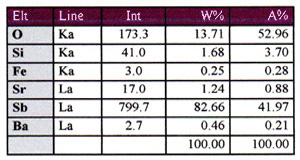 Elt Line Int W% A%
O Ka 173.3 13.71 52.96
Si Ka 41.0 1.68 3.70
Fe Ka 3.0 0.25 0.28
Sr La 17.0 1.24 0.88
Sb La 799.7 82.66 41.97
Ba La 2.7 0.46 0.21
100.00 100.00